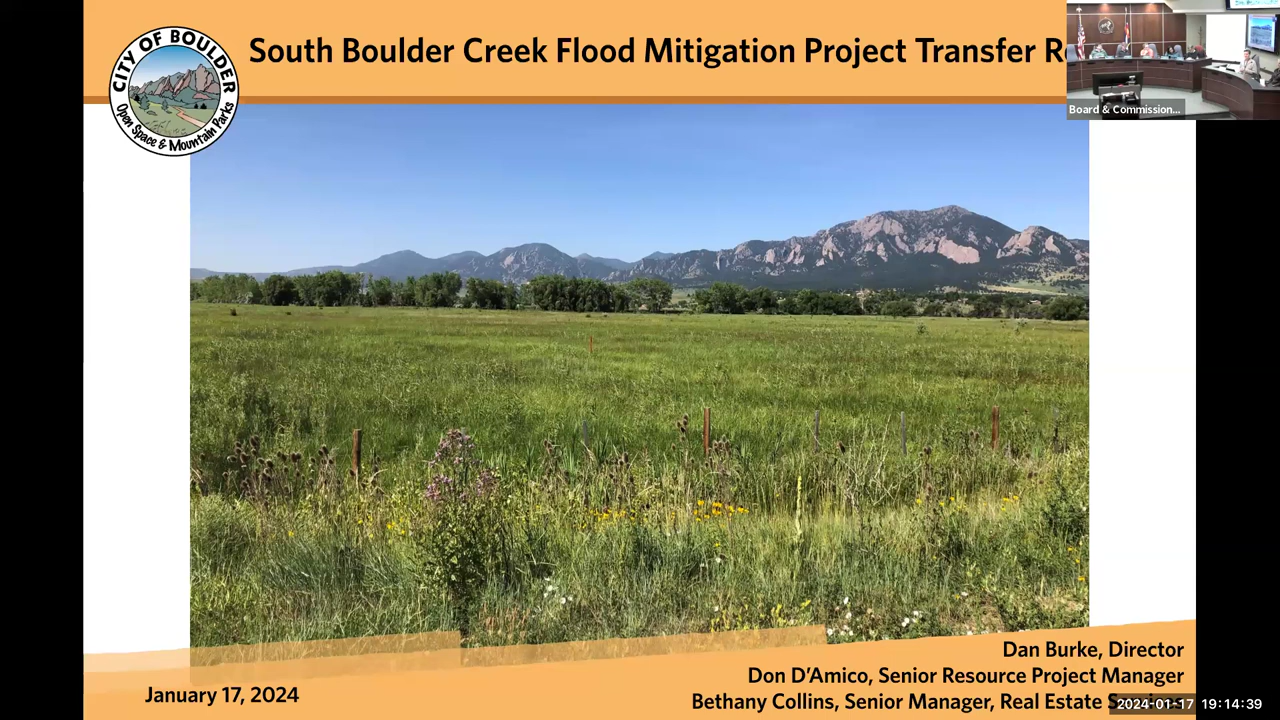 CITY OF BOULDER
Open Space & Mountain Parks
South Boulder Creek Flood Mitigation Project Transfer
Board & Commission...
Dan Burke, Director
Don D'Amico, Senior Resource Project Manager
January 17, 2024
Bethany Collins, Senior Manager, Real Estate
2024-01-17 19:14:39